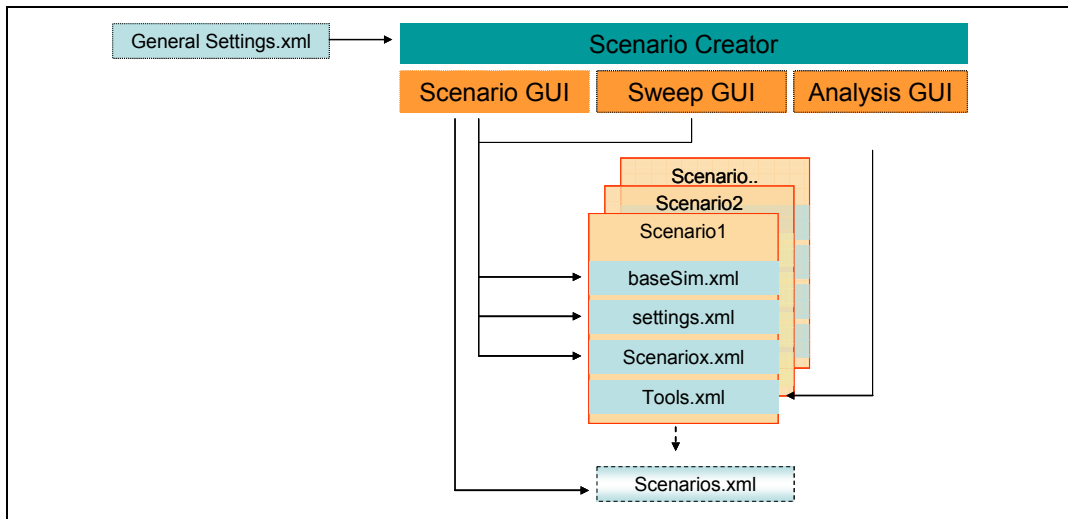 General Settings.xml
Scenario Creator
Scenario GUI
Sweep GUI
Analysis GUI
Scenario..
Scenario2
Scenario1
baseSim.xml
settings.xml
Scenariox.xml
Tools.xml
Scenarios.xml